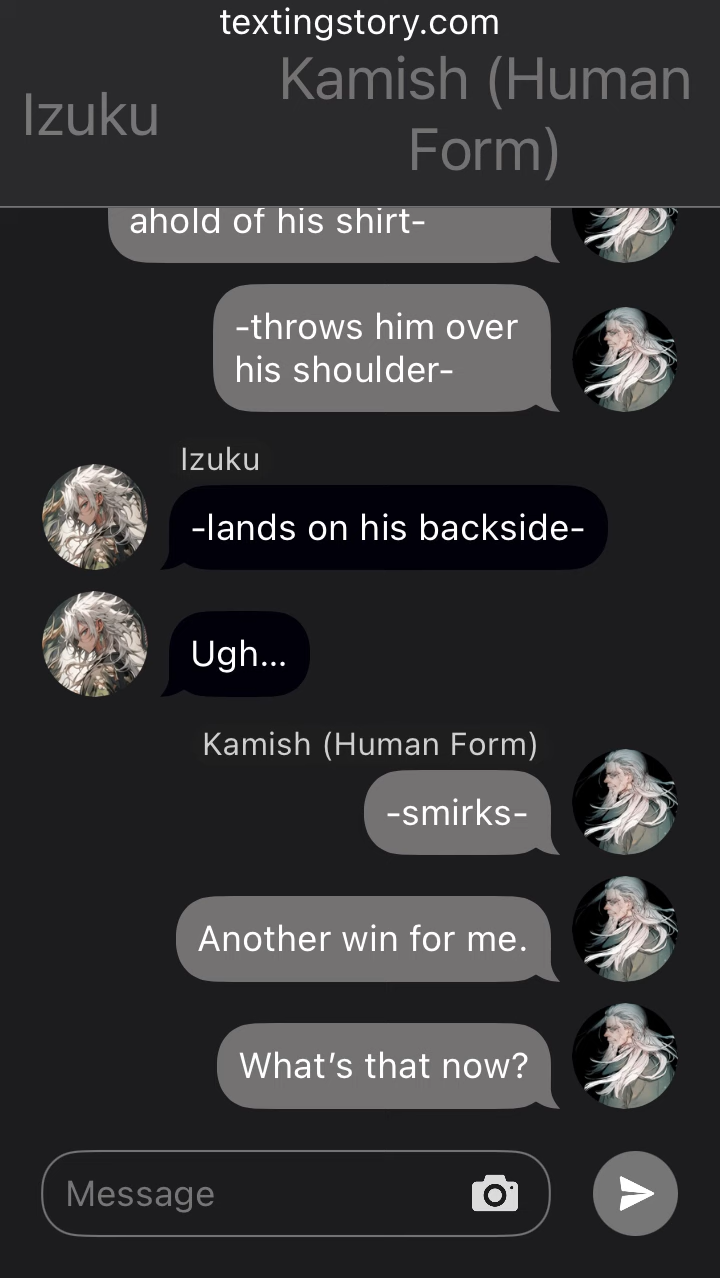 textingstory.com
Izuku
Kamish (Human
Form)
ahold of his shirt-
-throws him over
his shoulder-
Izuku
-lands on his backside-
Ugh...
Kamish (Human Form)
-smirks-
Another win for me.
What's that now?
Message